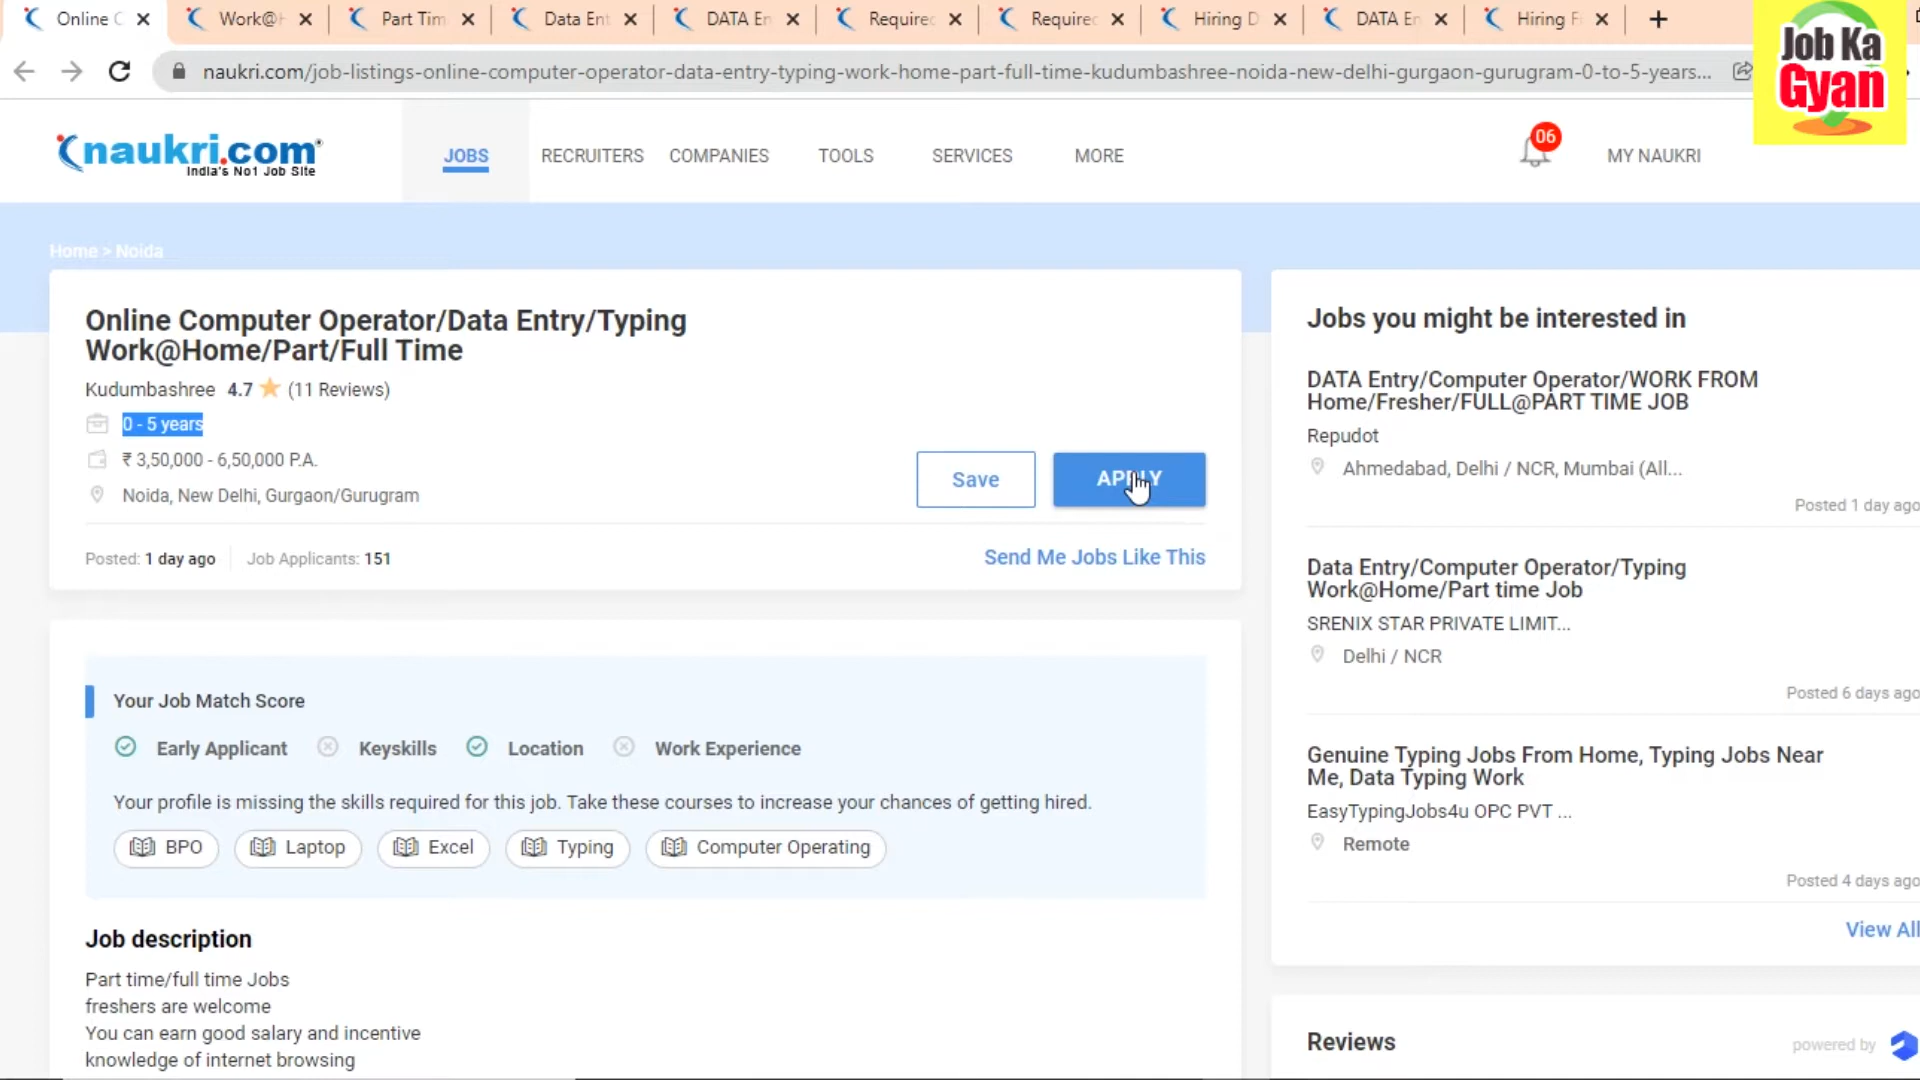 Online C
Work@H
Part Tim
Data Ent
DATA En
Required
Required
Hiring D
DATA En
Hiring F
naukri.com/job-listings-online-computer-operator-data-entry-typing-work-home-part-full-time-kudumbashree-noida-new-delhi-gurgaon-gurugram-0-to-5-years...
Job Ka
Gyan
naukri.com
India's No1 Job Site
JOBS
RECRUITERS
COMPANIES
TOOLS
SERVICES
MORE
06
MY NAUKRI
Home > Noida
Online Computer Operator/Data Entry/Typing
Work@Home/Part/Full Time
Kudumbashree 4.7 (11 Reviews)
0 - 5 years
₹ 3,50,000 - 6,50,000 P.A.
Noida, New Delhi, Gurgaon/Gurugram
Save
APPLY
Posted: 1 day ago
Job Applicants: 151
Send Me Jobs Like This
Your Job Match Score
Early Applicant
Keyskills
Location
Work Experience
Your profile is missing the skills required for this job. Take these courses to increase your chances of getting hired.
BPO
Laptop
Excel
Typing
Computer Operating
Job description
Part time/full time Jobs
freshers are welcome
You can earn good salary and incentive
knowledge of internet browsing
Jobs you might be interested in
DATA Entry/Computer Operator/WORK FROM
Home/Fresher/FULL@PART TIME JOB
Repudot
Ahmedabad, Delhi / NCR, Mumbai (All...
Posted 1 day ago
Data Entry/Computer Operator/Typing
Work@Home/Part time Job
SRENIX STAR PRIVATE LIMIT...
Delhi / NCR
Posted 6 days ago
Genuine Typing Jobs From Home, Typing Jobs Near
Me, Data Typing Work
EasyTypingJobs4u OPC PVT ...
Remote
Posted 4 days ago
View All
Reviews
powered by